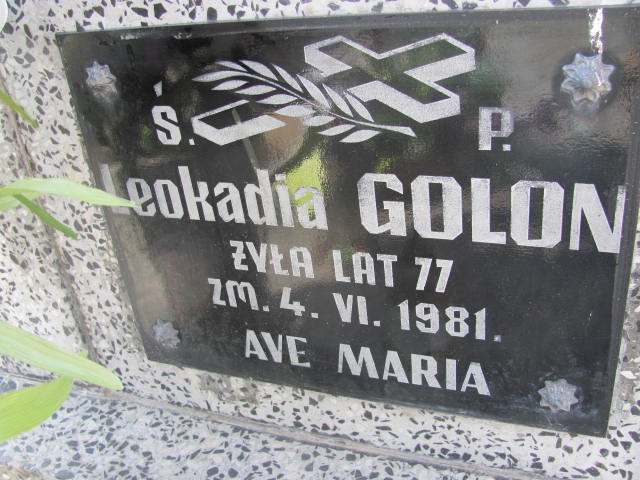 Ś. P.
Leokadia GOLON
ŻYŁA LAT 77
ZM. 4. VI. 1981.
AVE MARIA